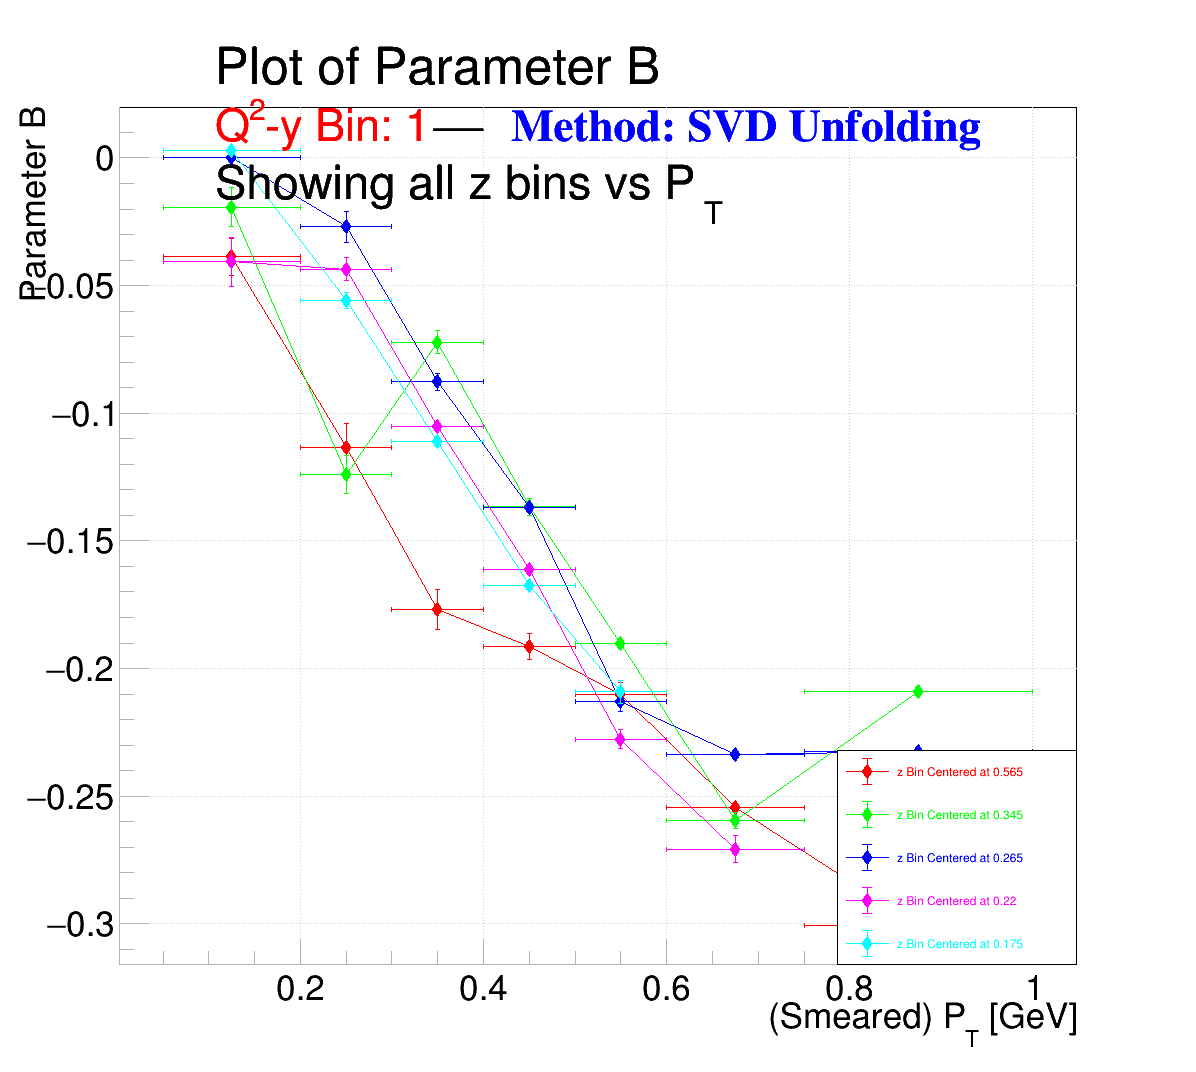 Plot of Parameter B
Q²-y Bin: 1 — Method: SVD Unfolding
Showing all z bins vs P_T
Parameter B
0
−0.05
−0.1
−0.15
−0.2
−0.25
−0.3
z Bin Centered at 0.565
z Bin Centered at 0.345
z Bin Centered at 0.265
z Bin Centered at 0.22
z Bin Centered at 0.175
0.2 0.4 0.6 0.8 1
(Smeared) P_T [GeV]